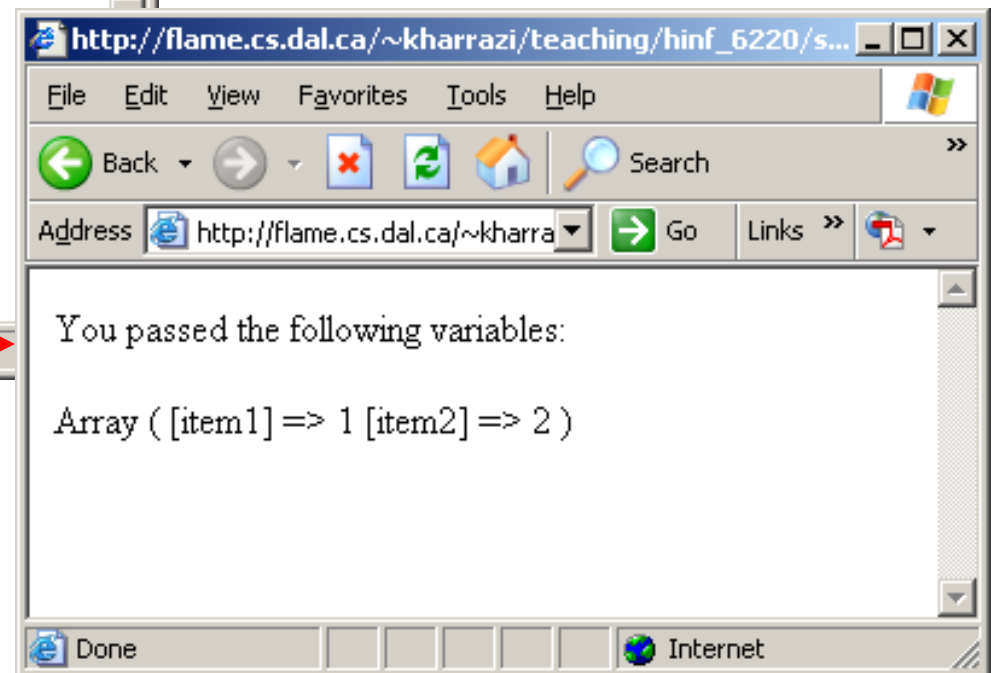 http://flame.cs.dal.ca/~kharrazi/teaching/hinf_6220/s...
File Edit View Favorites Tools Help
Back Search »
Address http://flame.cs.dal.ca/~kharra Go Links »
You passed the following variables:
Array ( [item1] => 1 [item2] => 2 )
Done Internet